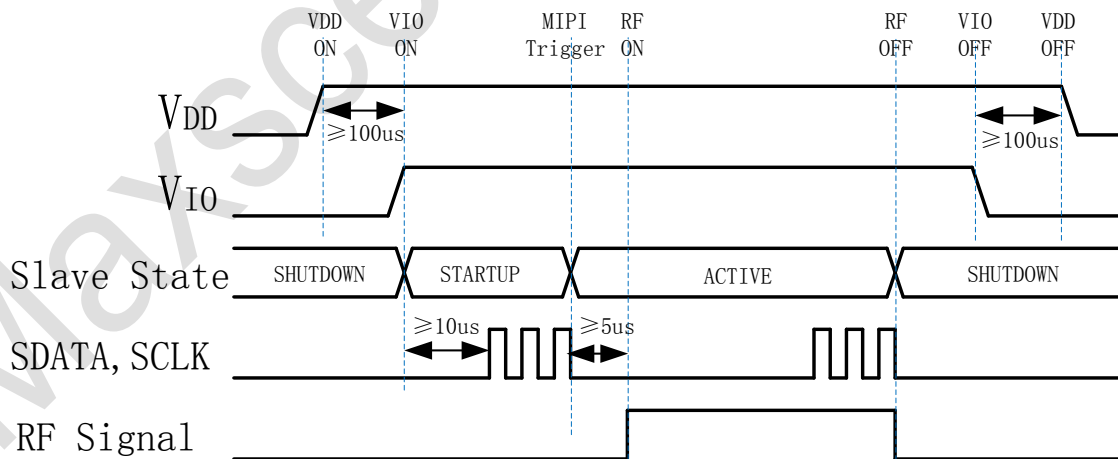 VDD VIO MIPI RF RF VIO VDD
ON ON Trigger ON OFF OFF OFF
VDD
≥100us ≥100us
VIO
Slave State SHUTDOWN STARTUP ACTIVE SHUTDOWN
≥10us ≥5us
SDATA, SCLK
RF Signal
Maxsce